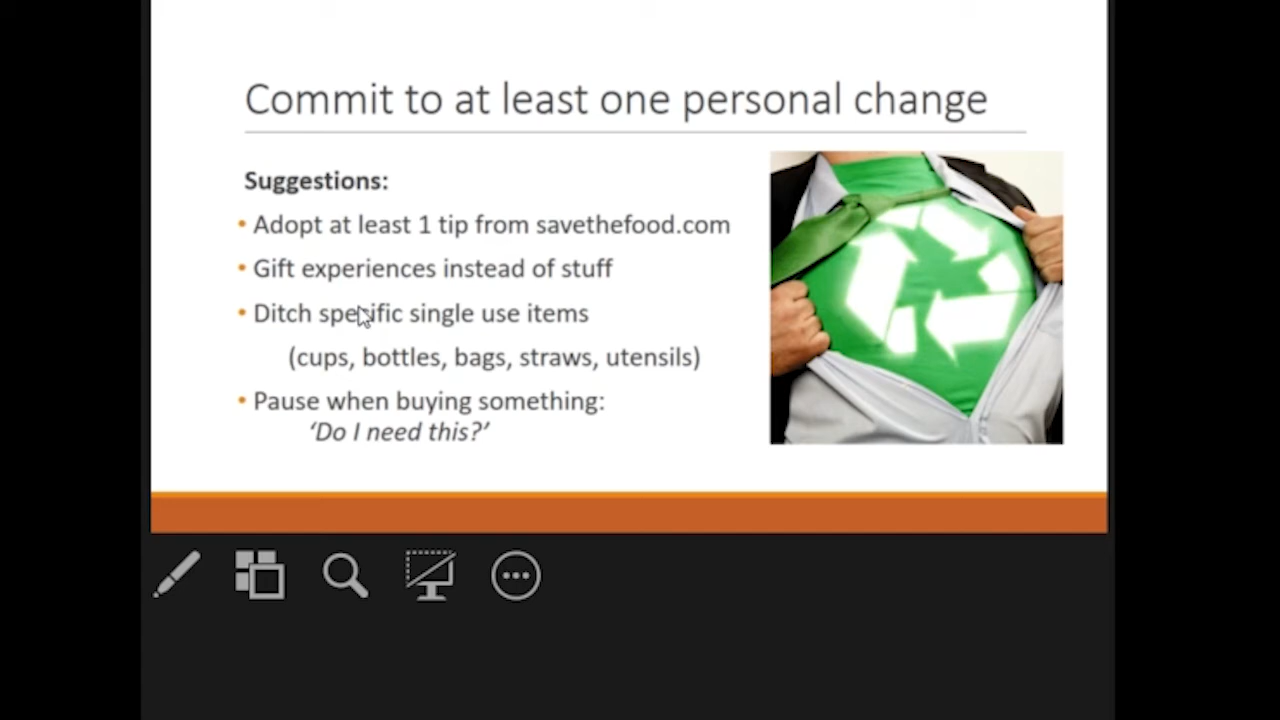 Commit to at least one personal change
Suggestions:
• Adopt at least 1 tip from savethefood.com
• Gift experiences instead of stuff
• Ditch specific single use items
(cups, bottles, bags, straws, utensils)
• Pause when buying something:
‘Do I need this?’